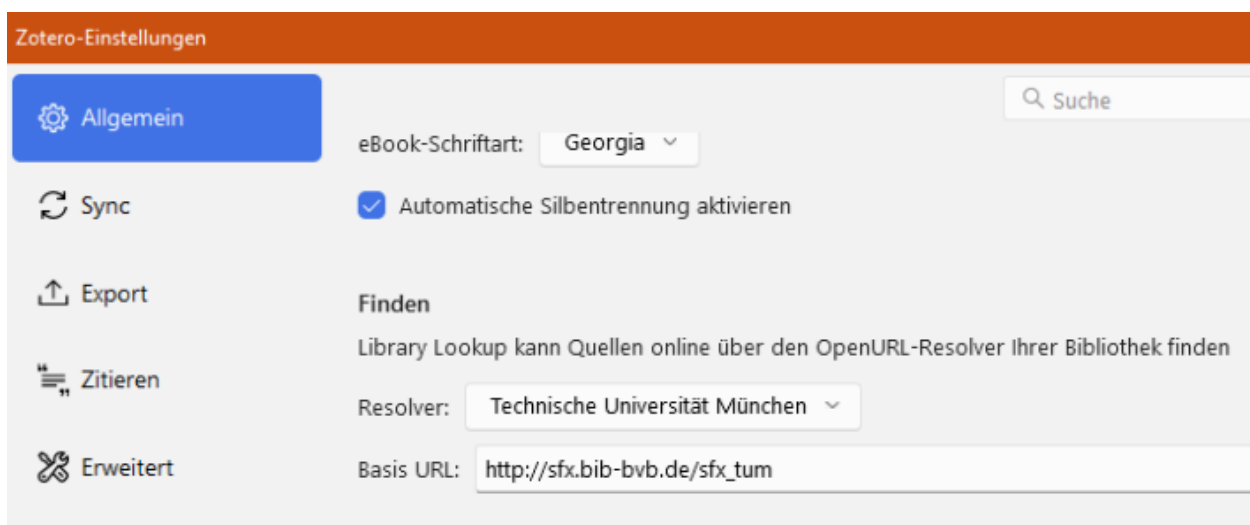 Zotero-Einstellungen
Allgemein
Suche
eBook-Schriftart: Georgia
Sync
Automatische Silbentrennung aktivieren
Export
Finden
Library Lookup kann Quellen online über den OpenURL-Resolver Ihrer Bibliothek finden
Zitieren
Resolver: Technische Universität München
Erweitert
Basis URL: http://sfx.bib-bvb.de/sfx_tum